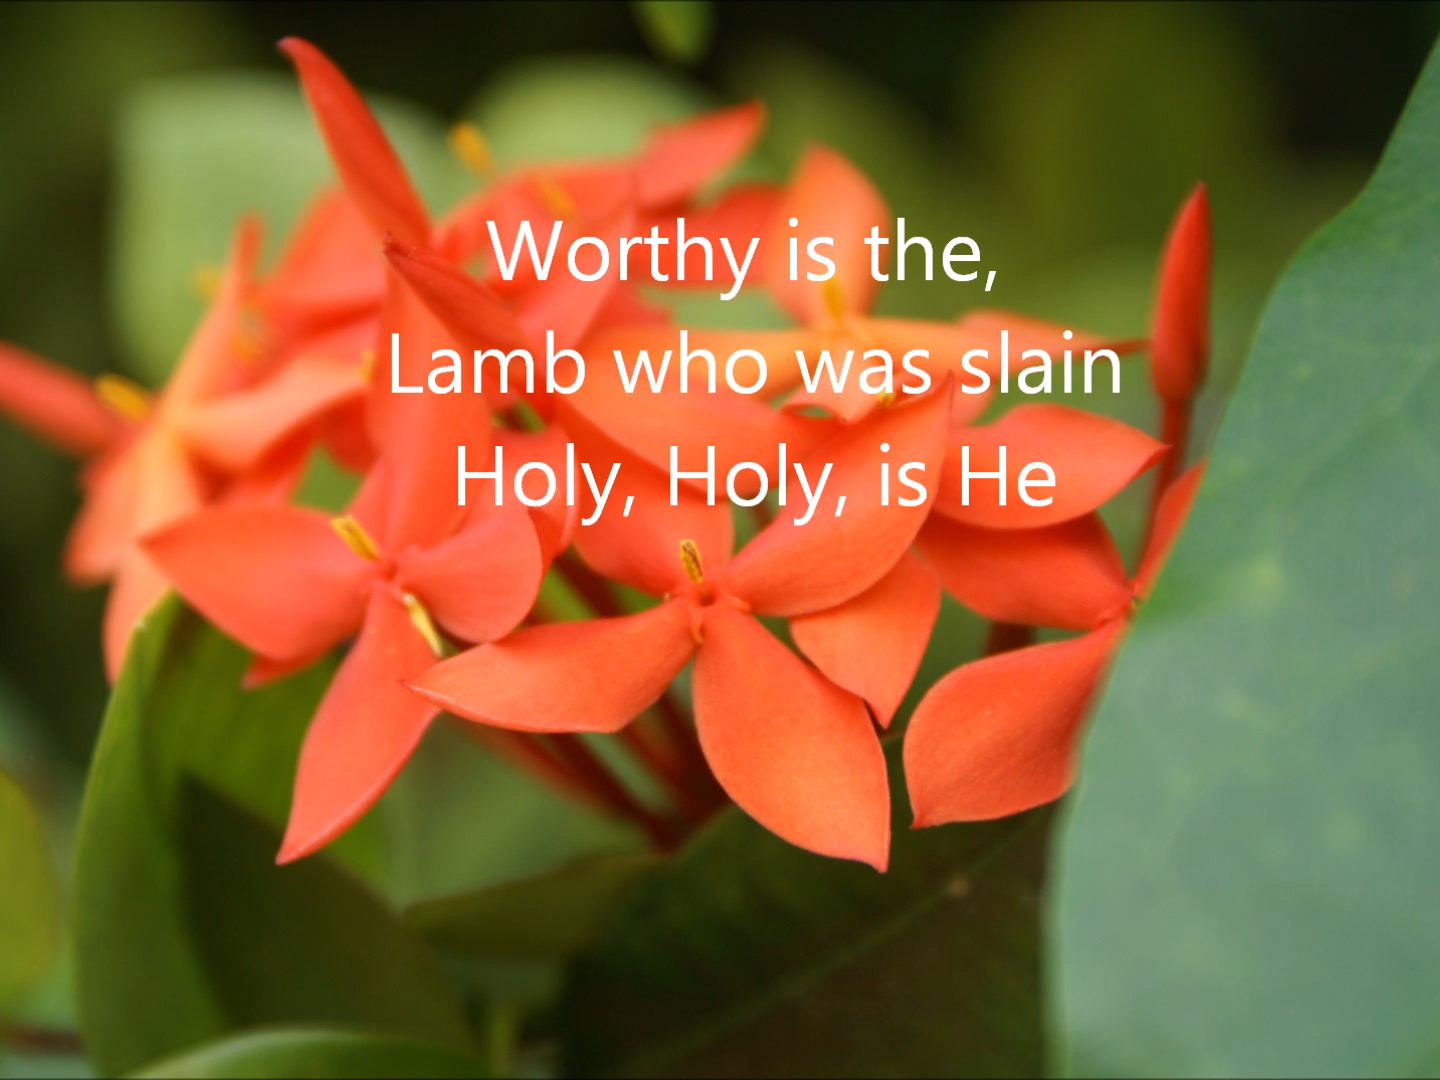 Worthy is the,
Lamb who was slain
Holy, Holy, is He